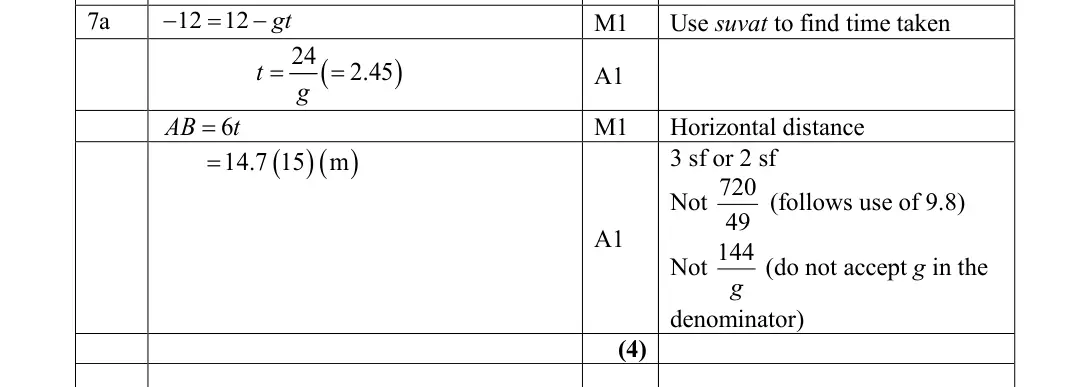 7a −12 = 12 − gt M1 Use suvat to find time taken
t = 24/g (= 2.45) A1
AB = 6t M1 Horizontal distance
= 14.7 (15) (m) A1 3 sf or 2 sf
Not 720/49 (follows use of 9.8)
Not 144/g (do not accept g in the
denominator)
(4)